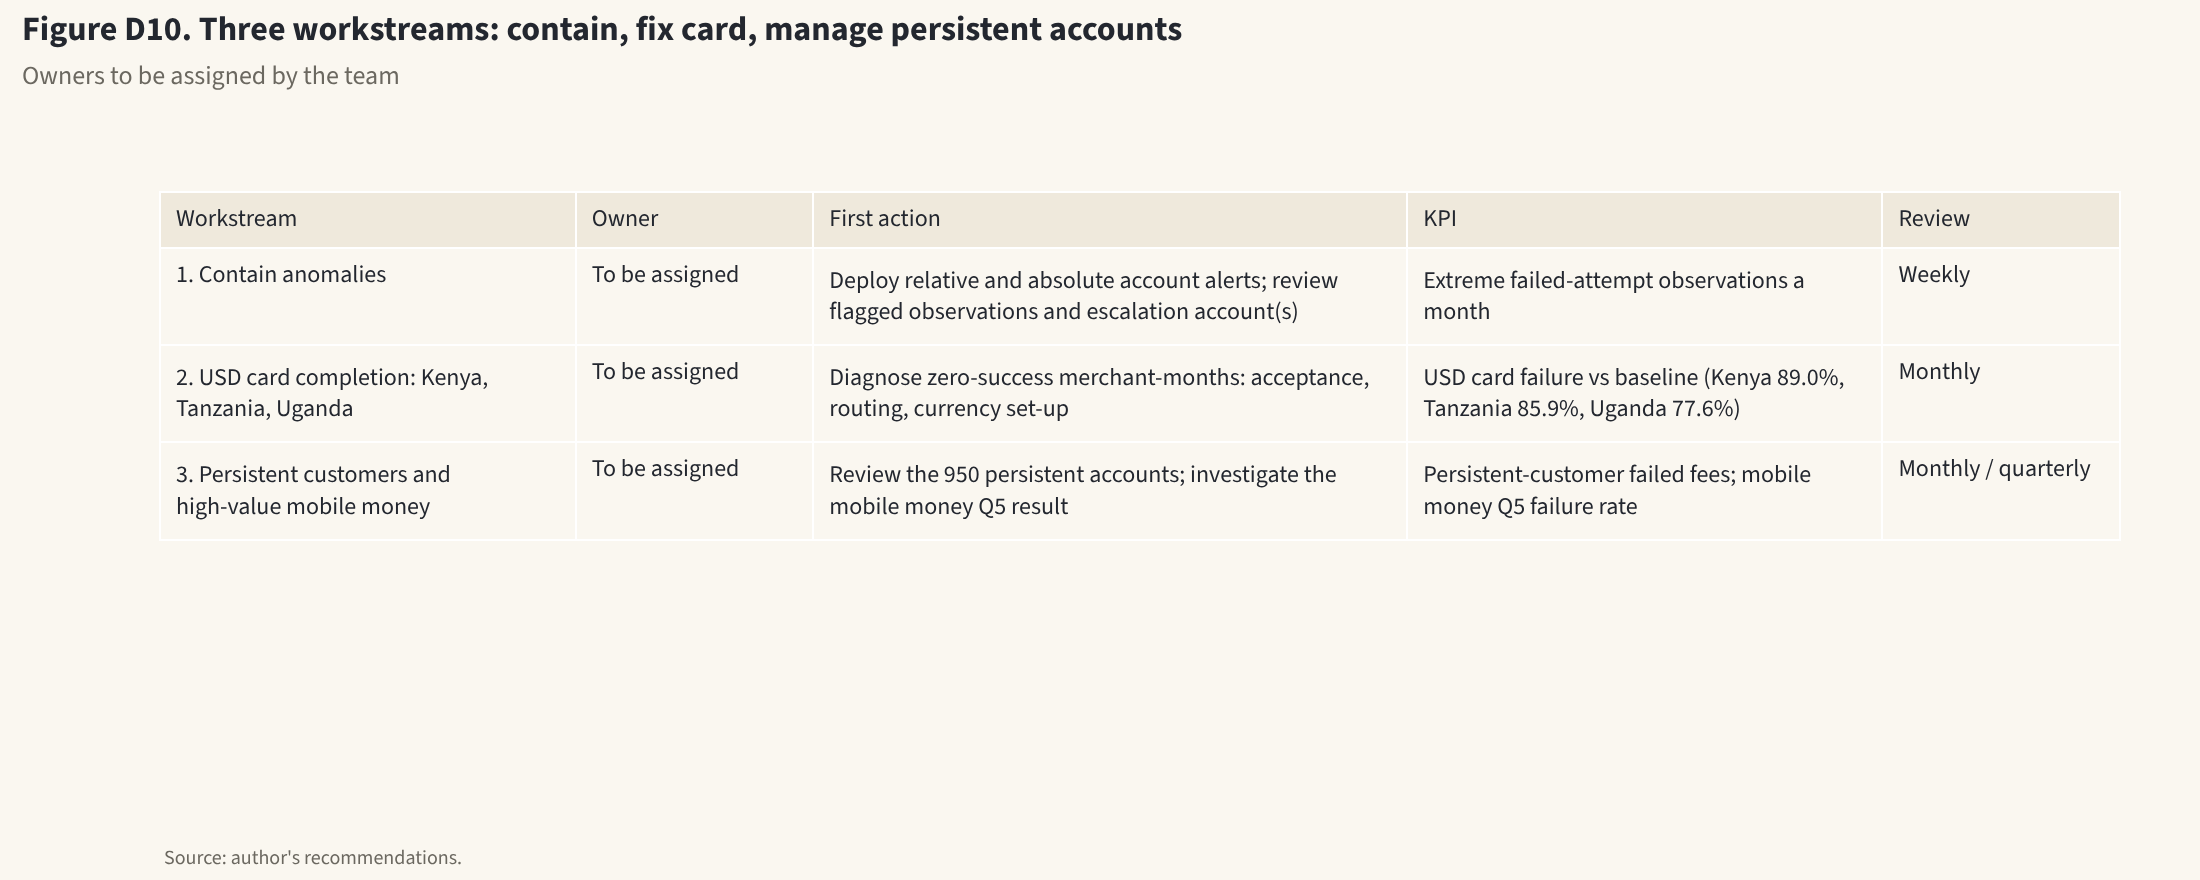 Figure D10. Three workstreams: contain, fix card, manage persistent accounts
Owners to be assigned by the team
Workstream
Owner
First action
KPI
Review
1. Contain anomalies
To be assigned
Deploy relative and absolute account alerts; review
flagged observations and escalation account(s)
Extreme failed-attempt observations a
month
Weekly
2. USD card completion: Kenya,
Tanzania, Uganda
To be assigned
Diagnose zero-success merchant-months: acceptance,
routing, currency set-up
USD card failure vs baseline (Kenya 89.0%,
Tanzania 85.9%, Uganda 77.6%)
Monthly
3. Persistent customers and
high-value mobile money
To be assigned
Review the 950 persistent accounts; investigate the
mobile money Q5 result
Persistent-customer failed fees; mobile
money Q5 failure rate
Monthly / quarterly
Source: author's recommendations.